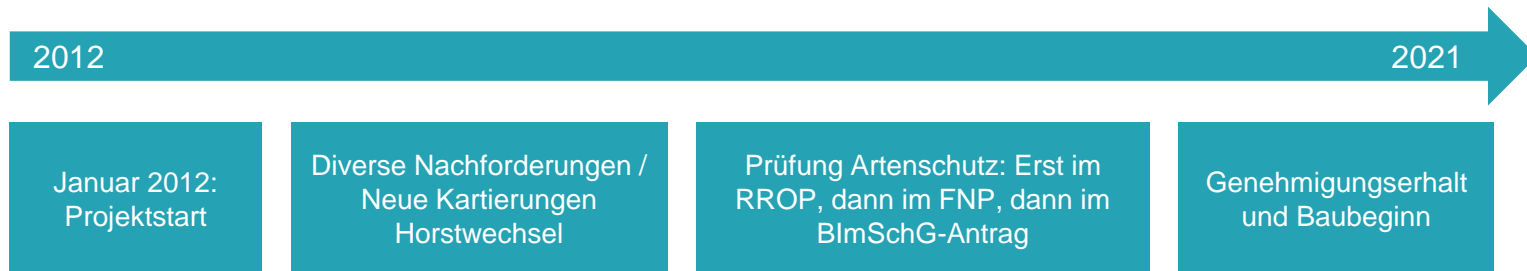 2012
2021
Januar 2012:
Projektstart
Diverse Nachforderungen /
Neue Kartierungen
Horstwechsel
Prüfung Artenschutz: Erst im
RROP, dann im FNP, dann im
BImSchG-Antrag
Genehmigungserhalt
und Baubeginn